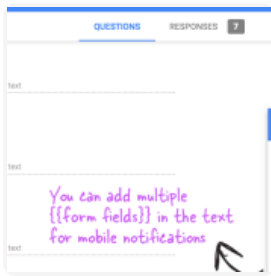 QUESTIONS RESPONSES 7
text
text
You can add multiple
{{form fields}} in the text
for mobile notifications
text